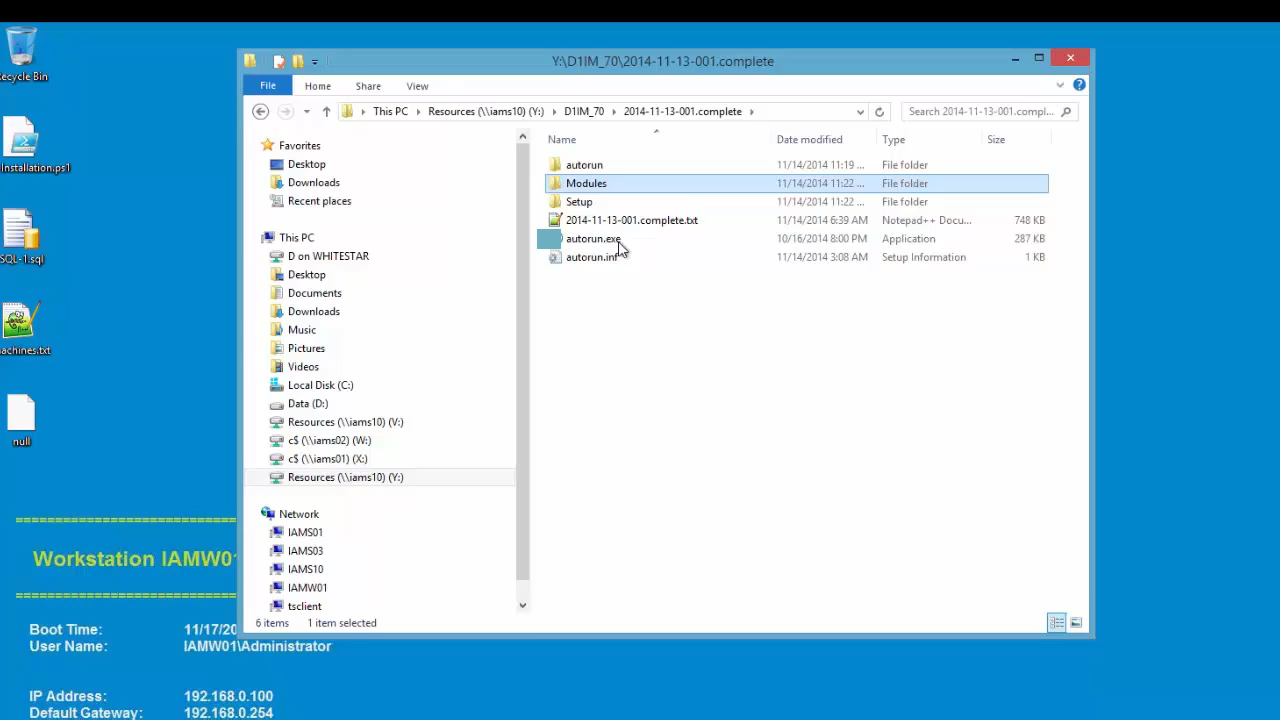 Y:\D1IM_70\2014-11-13-001.complete
File Home Share View
This PC Resources (\\iams10) (Y:) D1IM_70 2014-11-13-001.complete
Search 2014-11-13-001.compl...
Name Date modified Type Size
autorun 11/14/2014 11:19 ... File folder
Modules 11/14/2014 11:22 ... File folder
Setup 11/14/2014 11:22 ... File folder
2014-11-13-001.complete.txt 11/14/2014 6:39 AM Notepad++ Docu... 748 KB
autorun.exe 10/16/2014 8:00 PM Application 287 KB
autorun.inf 11/14/2014 3:08 AM Setup Information 1 KB
Favorites
Desktop
Downloads
Recent places
This PC
D on WHITESTAR
Desktop
Documents
Downloads
Music
Pictures
Videos
Local Disk (C:)
Data (D:)
Resources (\\iams10) (V:)
c$ (\\iams02) (W:)
c$ (\\iams01) (X:)
Resources (\\iams10) (Y:)
Network
IAMS01
IAMS03
IAMS10
IAMW01
tsclient
6 items 1 item selected
ecycle Bin
Installation.ps1
SQL-1.sql
achines.txt
null
Workstation IAMW01
Boot Time: 11/17/20
User Name: IAMW01\Administrator
IP Address: 192.168.0.100
Default Gateway: 192.168.0.254